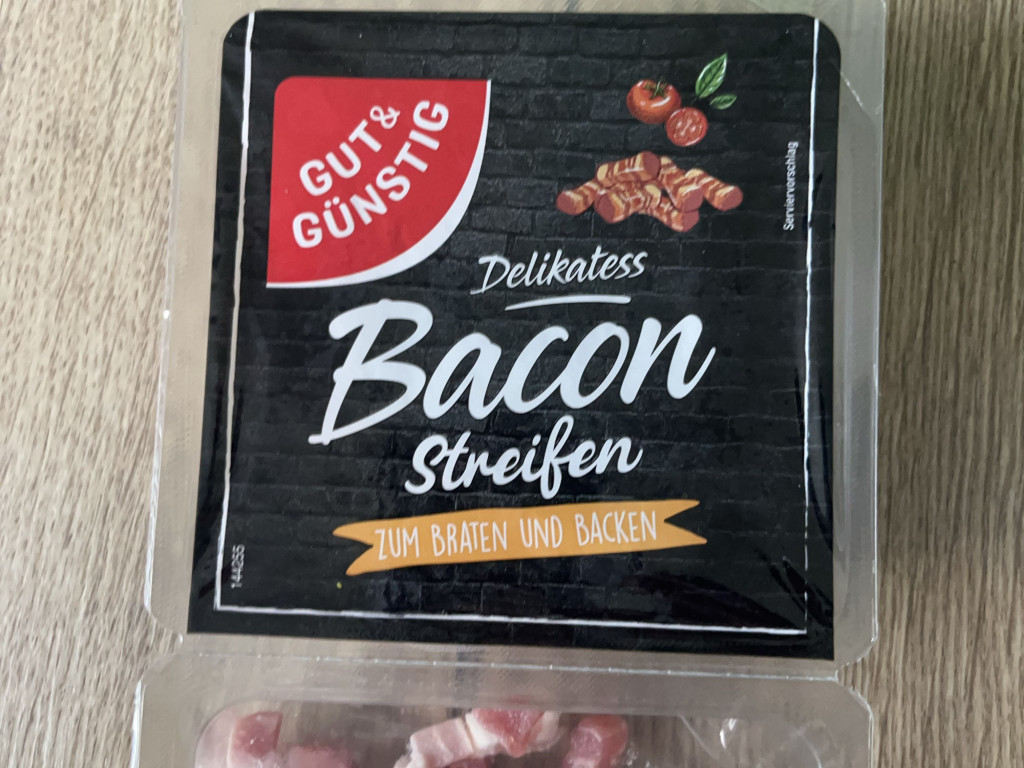 GUT&
GÜNSTIG
Serviervorschlag
Delikatess
Bacon
Streifen
ZUM BRATEN UND BACKEN
144255